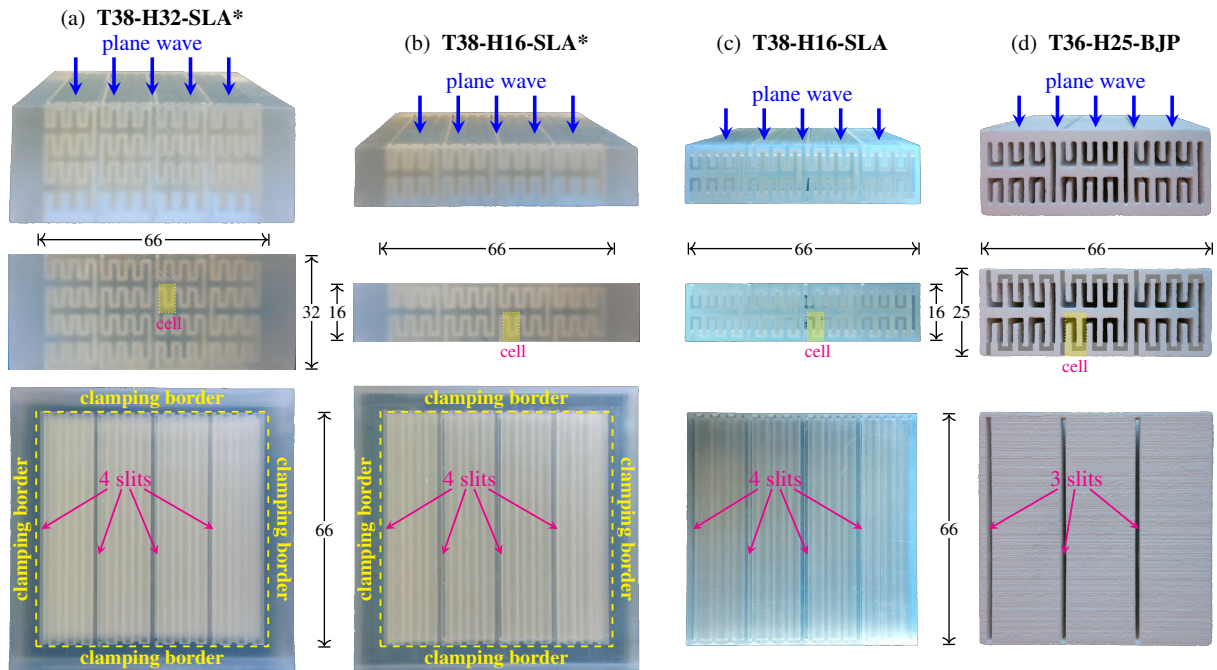 (a) T38-H32-SLA*
plane wave
66
32
cell
clamping border
clamping border
4 slits
clamping border
clamping border
66
(b) T38-H16-SLA*
plane wave
66
16
cell
clamping border
clamping border
4 slits
clamping border
clamping border
(c) T38-H16-SLA
plane wave
66
16
cell
4 slits
66
(d) T36-H25-BJP
plane wave
66
25
cell
3 slits